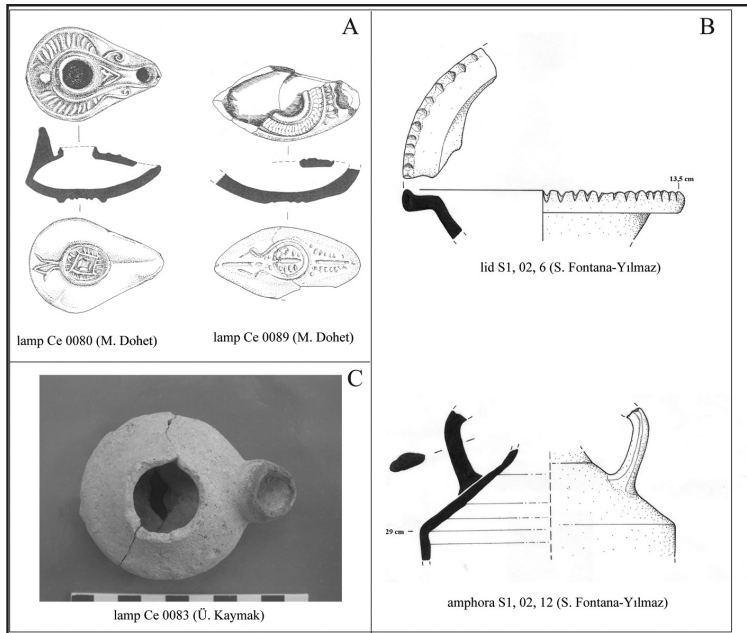 A
lamp Ce 0080 (M. Dohet)
lamp Ce 0089 (M. Dohet)
B
13,5 cm
lid S1, 02, 6 (S. Fontana-Yılmaz)
C
lamp Ce 0083 (Ü. Kaymak)
29 cm
amphora S1, 02, 12 (S. Fontana-Yılmaz)